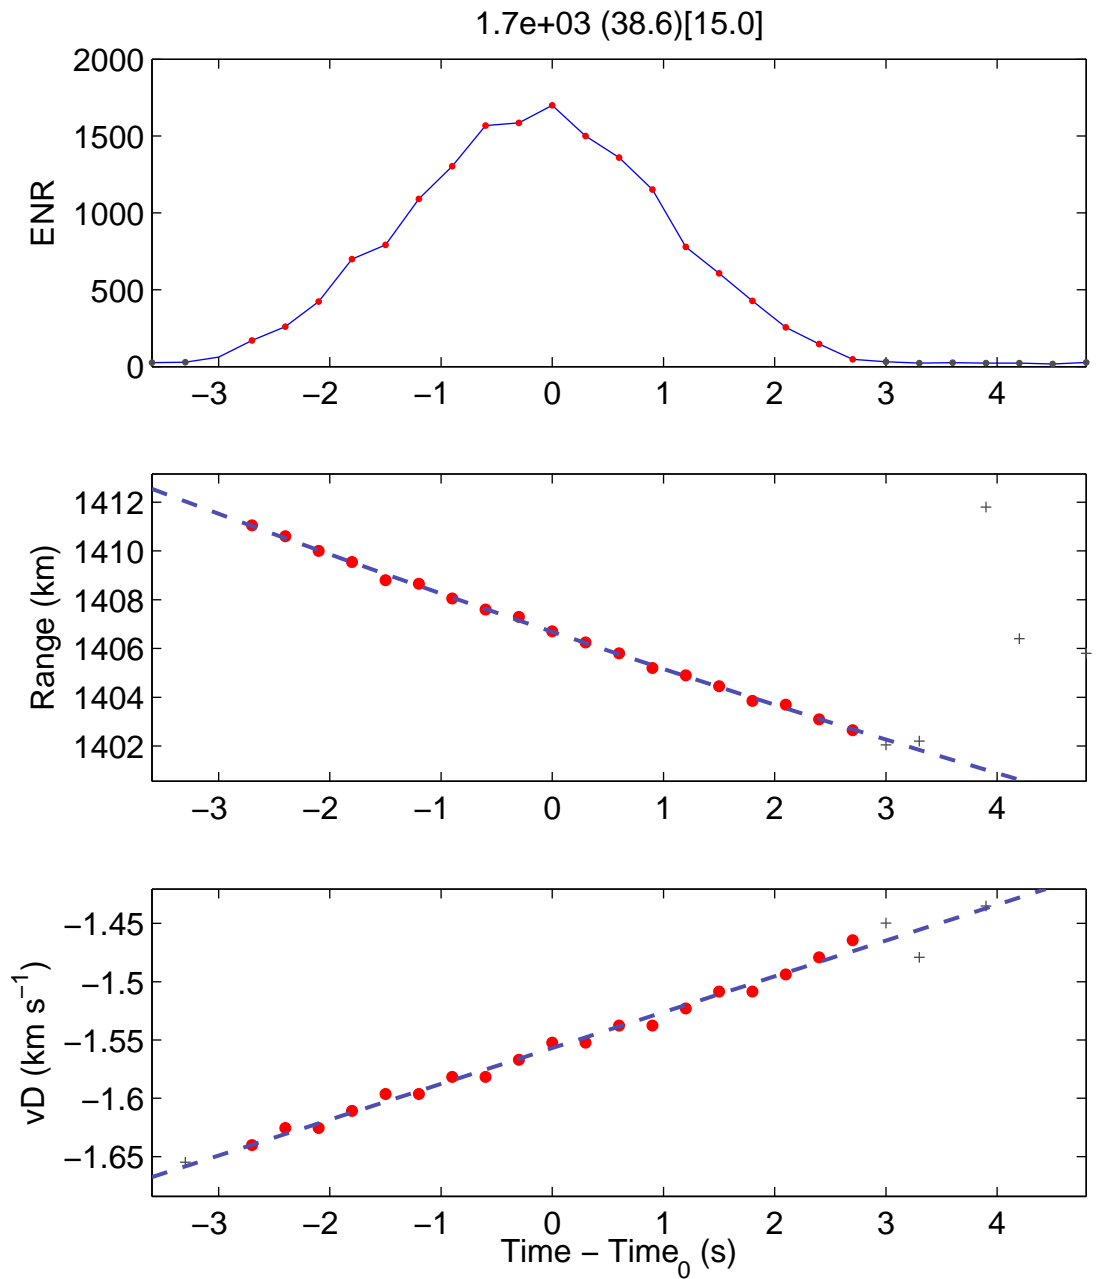 1.7e+03 (38.6)[15.0]
2000
1500
1000
500
0
ENR
−3 −2 −1 0 1 2 3 4
1412
1410
1408
1406
1404
1402
Range (km)
−3 −2 −1 0 1 2 3 4
−1.45
−1.5
−1.55
−1.6
−1.65
vD (km s⁻¹)
−3 −2 −1 0 1 2 3 4
Time − Time₀ (s)